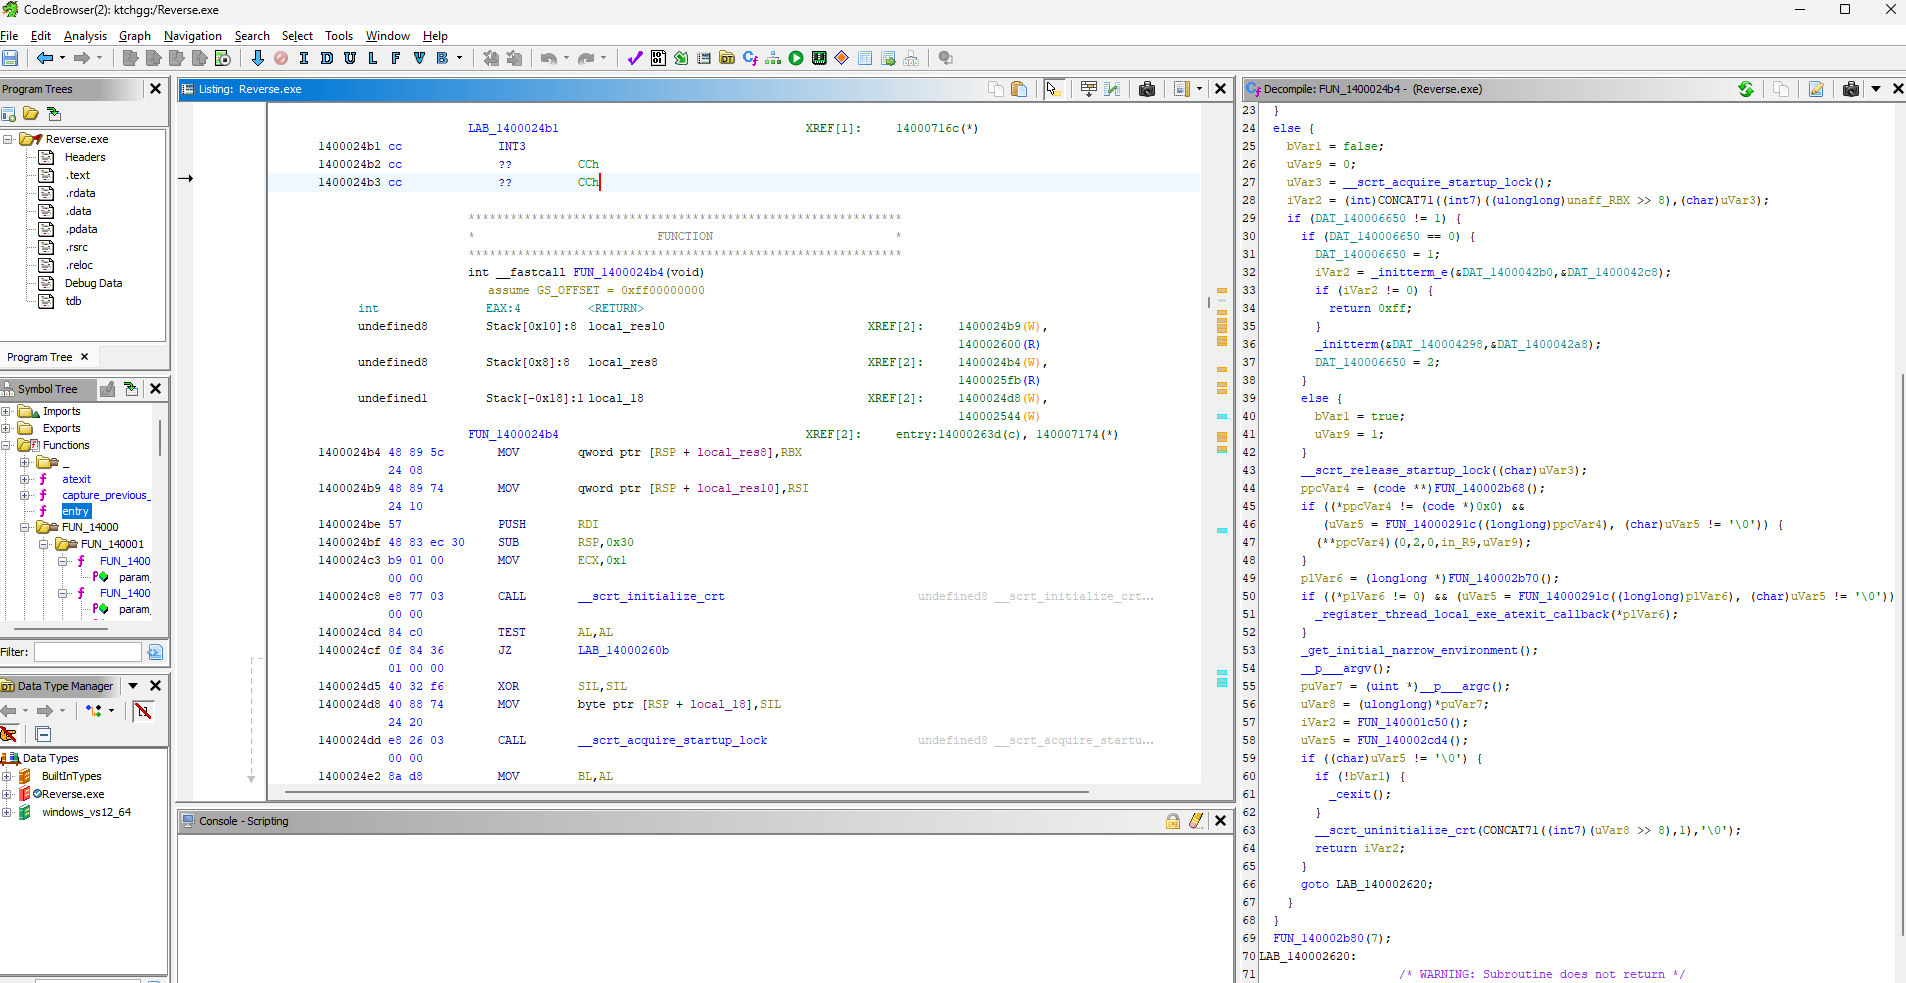 CodeBrowser(2): ktchgg:/Reverse.exe
File Edit Analysis Graph Navigation Search Select Tools Window Help
I D U L F V B
Program Trees
Reverse.exe
Headers
.text
.rdata
.data
.pdata
.rsrc
.reloc
Debug Data
tdb
Program Tree ×
Symbol Tree
Imports
Exports
Functions
_
f atexit
f capture_previous_
f entry
FUN_14000
FUN_140001
f FUN_1400
param_
f FUN_1400
param_
Filter:
Data Type Manager
Data Types
BuiltInTypes
Reverse.exe
windows_vs12_64
Listing: Reverse.exe
LAB_1400024b1 XREF[1]: 14000716c(*)
1400024b1 cc INT3
1400024b2 cc ?? CCh
1400024b3 cc ?? CCh
**************************************************************
* FUNCTION *
**************************************************************
int __fastcall FUN_1400024b4(void)
assume GS_OFFSET = 0xff00000000
int EAX:4 <RETURN>
undefined8 Stack[0x10]:8 local_res10 XREF[2]: 1400024b9(W),
140002600(R)
undefined8 Stack[0x8]:8 local_res8 XREF[2]: 1400024b4(W),
1400025fb(R)
undefined1 Stack[-0x18]:1 local_18 XREF[2]: 1400024d8(W),
140002544(W)
FUN_1400024b4 XREF[2]: entry:14000263d(c), 140007174(*)
1400024b4 48 89 5c MOV qword ptr [RSP + local_res8],RBX
24 08
1400024b9 48 89 74 MOV qword ptr [RSP + local_res10],RSI
24 10
1400024be 57 PUSH RDI
1400024bf 48 83 ec 30 SUB RSP,0x30
1400024c3 b9 01 00 MOV ECX,0x1
00 00
1400024c8 e8 77 03 CALL __scrt_initialize_crt undefined8 __scrt_initialize_crt...
00 00
1400024cd 84 c0 TEST AL,AL
1400024cf 0f 84 36 JZ LAB_14000260b
01 00 00
1400024d5 40 32 f6 XOR SIL,SIL
1400024d8 40 88 74 MOV byte ptr [RSP + local_18],SIL
24 20
1400024dd e8 26 03 CALL __scrt_acquire_startup_lock undefined8 __scrt_acquire_startu...
00 00
1400024e2 8a d8 MOV BL,AL
Console - Scripting
Decompile: FUN_1400024b4 - (Reverse.exe)
23 }
24 else {
25 bVar1 = false;
26 uVar9 = 0;
27 uVar3 = __scrt_acquire_startup_lock();
28 iVar2 = (int)CONCAT71((int7)((ulonglong)unaff_RBX >> 8),(char)uVar3);
29 if (DAT_140006650 != 1) {
30 if (DAT_140006650 == 0) {
31 DAT_140006650 = 1;
32 iVar2 = _initterm_e(&DAT_1400042b0,&DAT_1400042c8);
33 if (iVar2 != 0) {
34 return 0xff;
35 }
36 _initterm(&DAT_140004298,&DAT_1400042a8);
37 DAT_140006650 = 2;
38 }
39 else {
40 bVar1 = true;
41 uVar9 = 1;
42 }
43 __scrt_release_startup_lock((char)uVar3);
44 ppcVar4 = (code **)FUN_140002b68();
45 if ((*ppcVar4 != (code *)0x0) &&
46 (uVar5 = FUN_14000291c((longlong)ppcVar4), (char)uVar5 != '\0')) {
47 (**ppcVar4)(0,2,0,in_R9,uVar9);
48 }
49 plVar6 = (longlong *)FUN_140002b70();
50 if ((*plVar6 != 0) && (uVar5 = FUN_14000291c((longlong)plVar6), (char)uVar5 != '\0'))
51 _register_thread_local_exe_atexit_callback(*plVar6);
52 }
53 _get_initial_narrow_environment();
54 __p___argv();
55 puVar7 = (uint *)__p___argc();
56 uVar8 = (ulonglong)*puVar7;
57 iVar2 = FUN_140001c50();
58 uVar5 = FUN_140002cd4();
59 if ((char)uVar5 != '\0') {
60 if (!bVar1) {
61 _cexit();
62 }
63 __scrt_uninitialize_crt(CONCAT71((int7)(uVar8 >> 8),1),'\0');
64 return iVar2;
65 }
66 goto LAB_140002620;
67 }
68 }
69 FUN_140002b80(7);
70 LAB_140002620:
71 /* WARNING: Subroutine does not return */